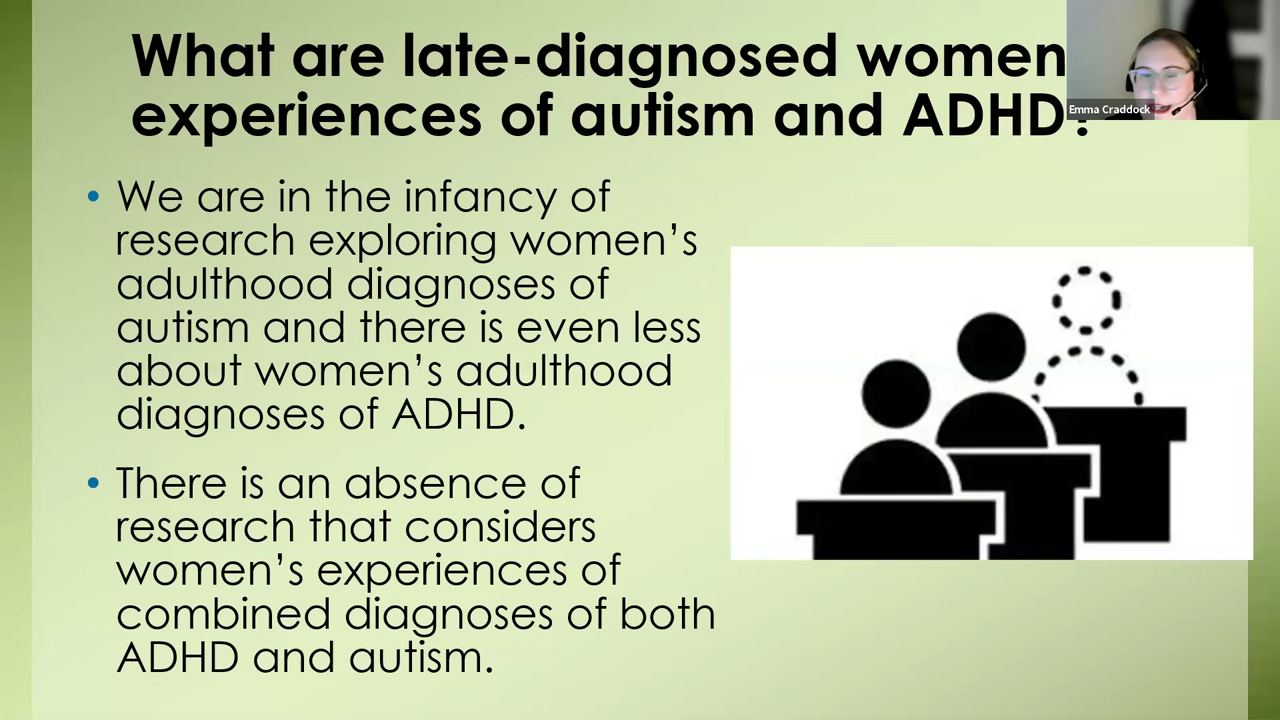 What are late-diagnosed women
experiences of autism and ADHD?
Emma Craddock
• We are in the infancy of
research exploring women’s
adulthood diagnoses of
autism and there is even less
about women’s adulthood
diagnoses of ADHD.
• There is an absence of
research that considers
women’s experiences of
combined diagnoses of both
ADHD and autism.